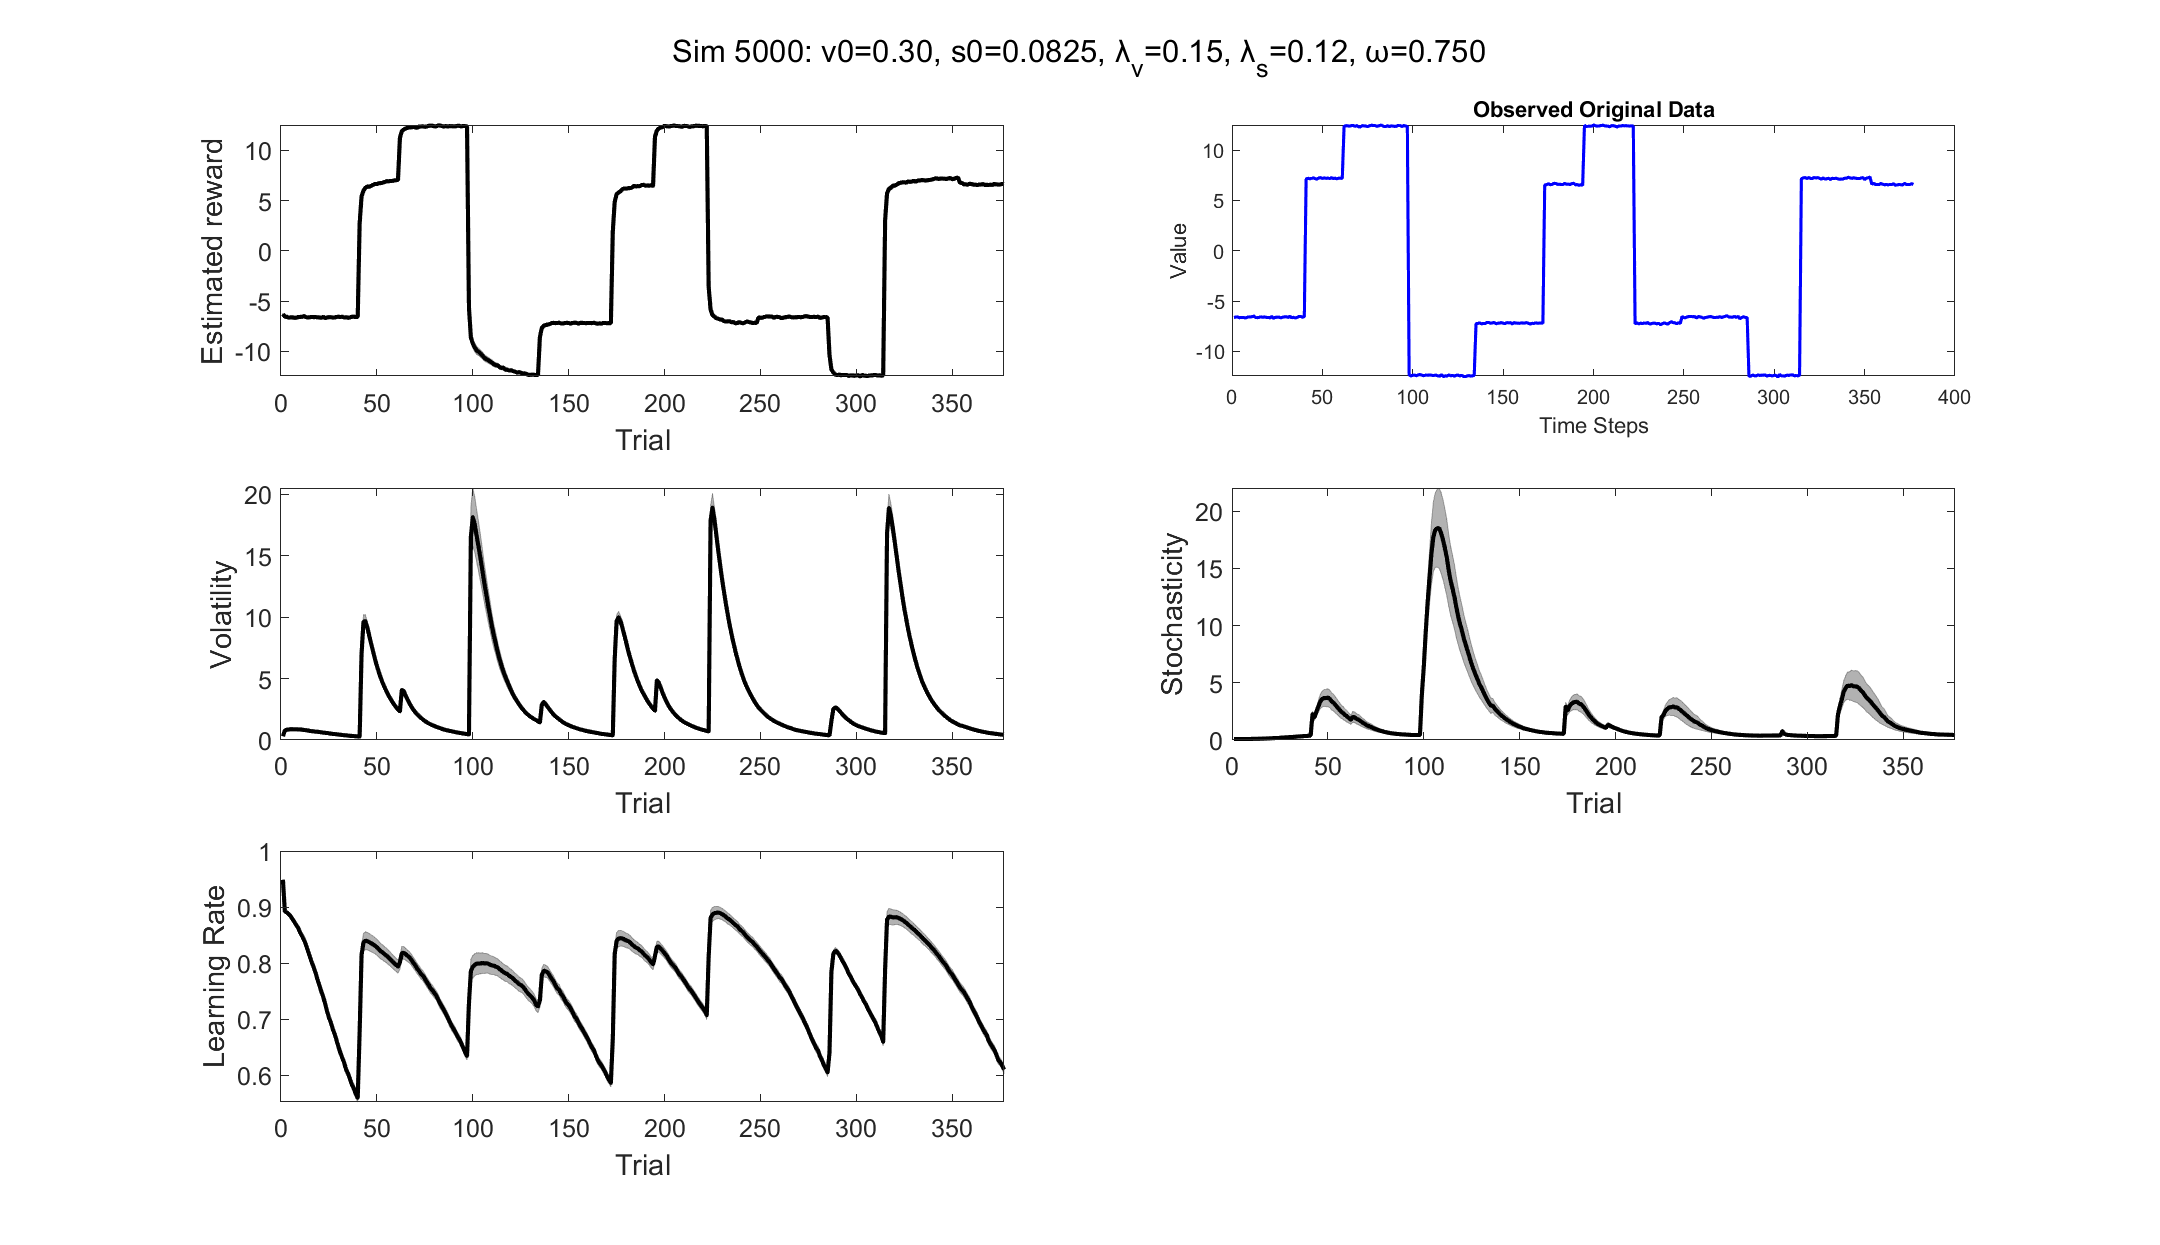 Sim 5000: v0=0.30, s0=0.0825, λv=0.15, λs=0.12, ω=0.750
Estimated reward
10
5
0
-5
-10
0 50 100 150 200 250 300 350
Trial
Observed Original Data
Value
10
5
0
-5
-10
0 50 100 150 200 250 300 350 400
Time Steps
Volatility
20
15
10
5
0
0 50 100 150 200 250 300 350
Trial
Stochasticity
20
15
10
5
0
0 50 100 150 200 250 300 350
Trial
Learning Rate
1
0.9
0.8
0.7
0.6
0 50 100 150 200 250 300 350
Trial